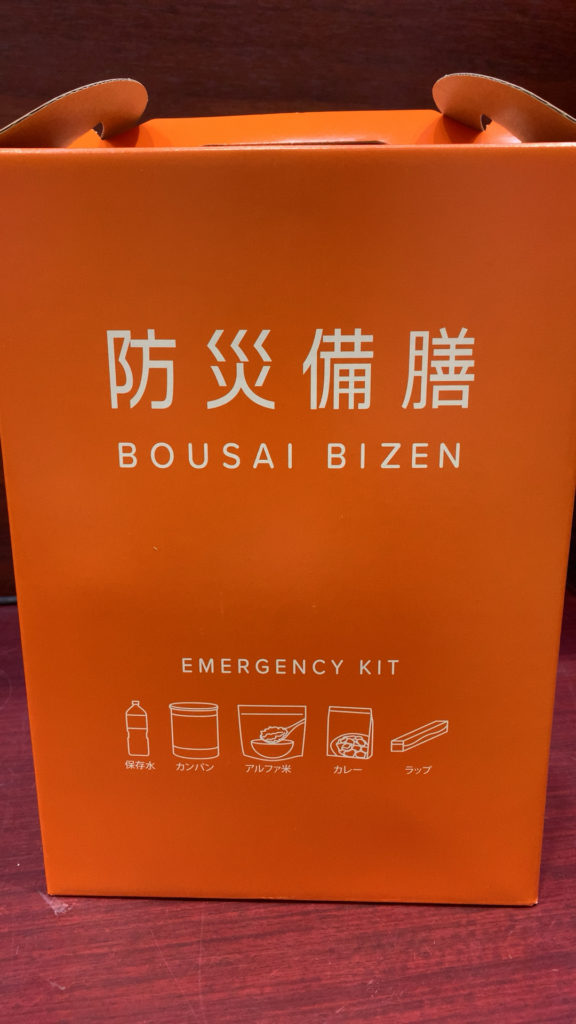 防災備膳
BOUSAI BIZEN
EMERGENCY KIT
保存水 カンパン アルファ米 カレー ラップ